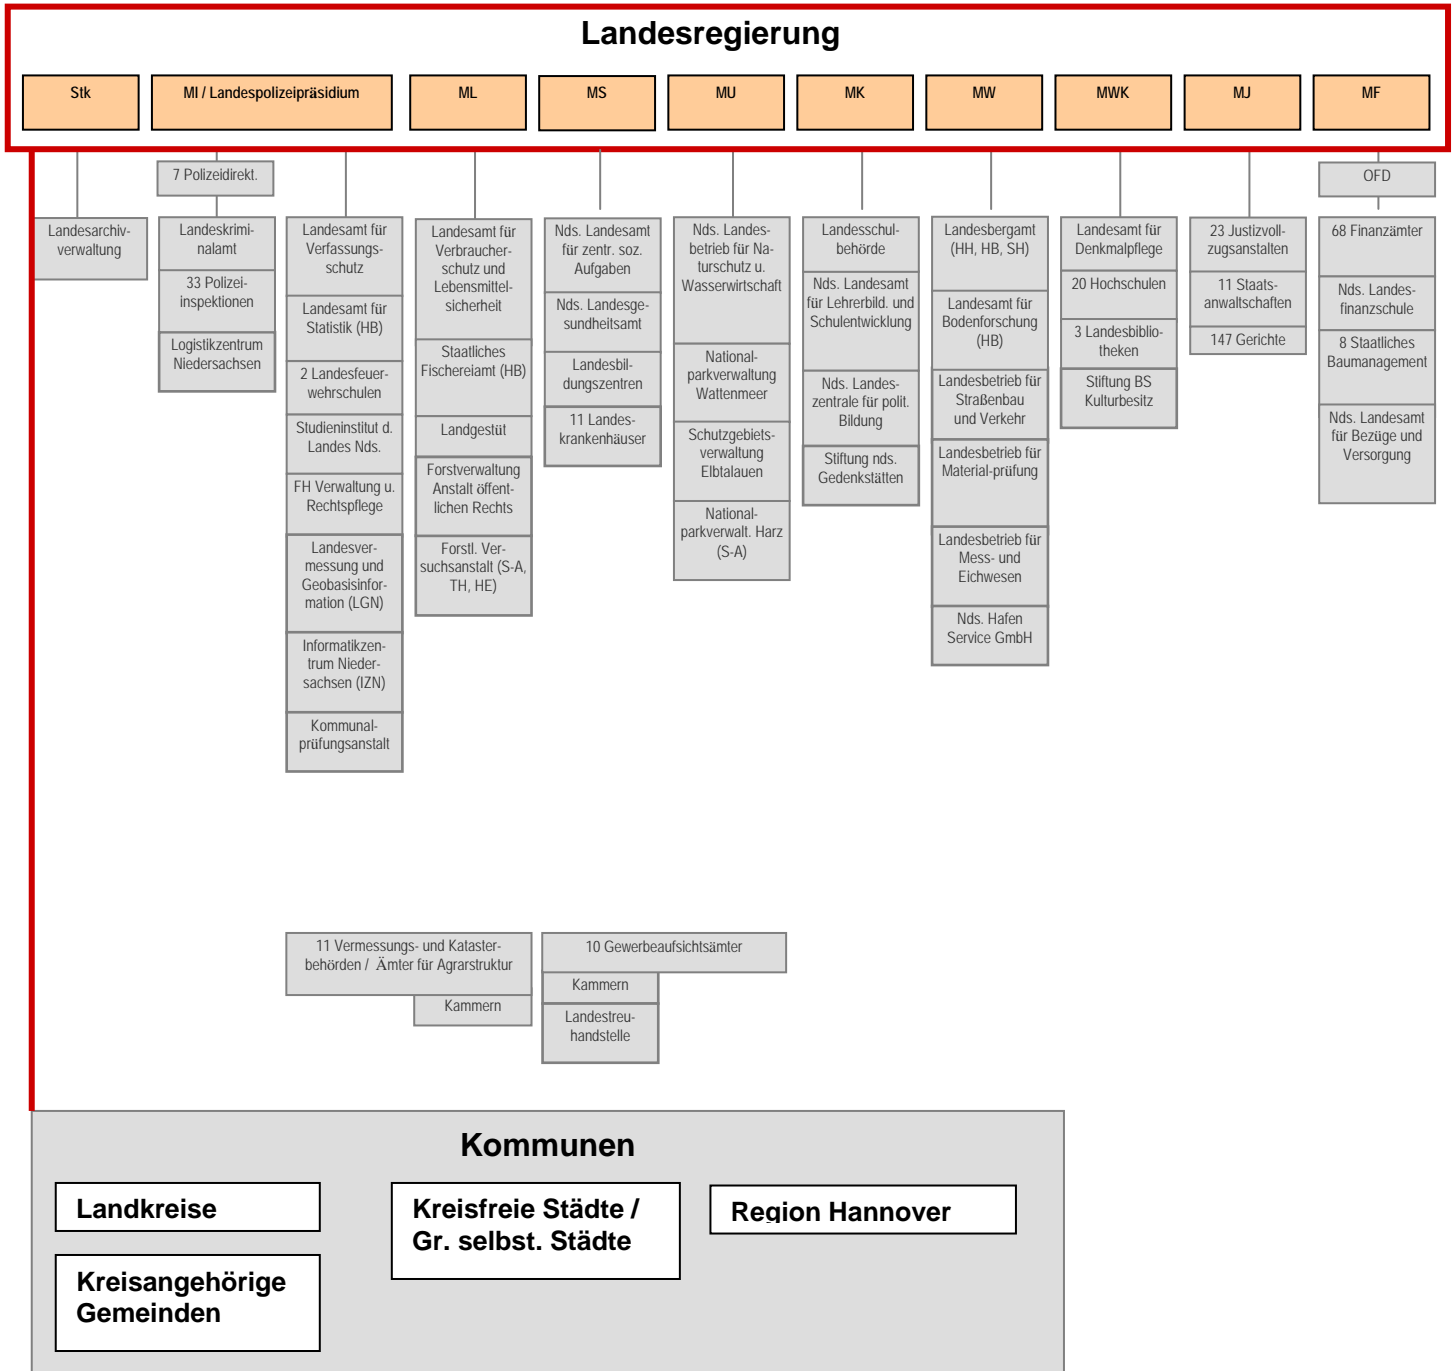 Landesregierung
Stk
MI / Landespolizeipräsidium
ML
MS
MU
MK
MW
MWK
MJ
MF
7 Polizeidirekt.
OFD
Landesarchiv-
verwaltung
Landeskrimi-
nalamt
33 Polizei-
inspektionen
Logistikzentrum
Niedersachsen
Landesamt für
Verfassungs-
schutz
Landesamt für
Statistik (HB)
2 Landesfeuer-
wehrschulen
Studieninstitut d.
Landes Nds.
FH Verwaltung u.
Rechtspflege
Landesver-
messung und
Geobasisinfor-
mation (LGN)
Informatikzen-
trum Nieder-
sachsen (IZN)
Kommunal-
prüfungsanstalt
Landesamt für
Verbraucher-
schutz und
Lebensmittel-
sicherheit
Staatliches
Fischereiamt (HB)
Landgestüt
Forstverwaltung
Anstalt öffent-
lichen Rechts
Forstl. Ver-
suchsanstalt (S-A,
TH, HE)
Nds. Landesamt
für zentr. soz.
Aufgaben
Nds. Landesge-
sundheitsamt
Landesbil-
dungszentren
11 Landes-
krankenhäuser
Nds. Landes-
betrieb für Na-
turschutz u.
Wasserwirtschaft
National-
parkverwaltung
Wattenmeer
Schutzgebiets-
verwaltung
Elbtalauen
National-
parkverwalt. Harz
(S-A)
Landesschul-
behörde
Nds. Landesamt
für Lehrerbild. und
Schulentwicklung
Nds. Landes-
zentrale für polit.
Bildung
Stiftung nds.
Gedenkstätten
Landesbergamt
(HH, HB, SH)
Landesamt für
Bodenforschung
(HB)
Landesbetrieb für
Straßenbau
und Verkehr
Landesbetrieb für
Material-prüfung
Landesbetrieb für
Mess- und
Eichwesen
Nds. Hafen
Service GmbH
Landesamt für
Denkmalpflege
20 Hochschulen
3 Landesbiblio-
theken
Stiftung BS
Kulturbesitz
23 Justizvoll-
zugsanstalten
11 Staats-
anwaltschaften
147 Gerichte
68 Finanzämter
Nds. Landes-
finanzschule
8 Staatliches
Baumanagement
Nds. Landesamt
für Bezüge und
Versorgung
11 Vermessungs- und Kataster-
behörden / Ämter für Agrarstruktur
Kammern
10 Gewerbeaufsichtsämter
Kammern
Landestreu-
handstelle
Kommunen
Landkreise
Kreisangehörige
Gemeinden
Kreisfreie Städte /
Gr. selbst. Städte
Region Hannover